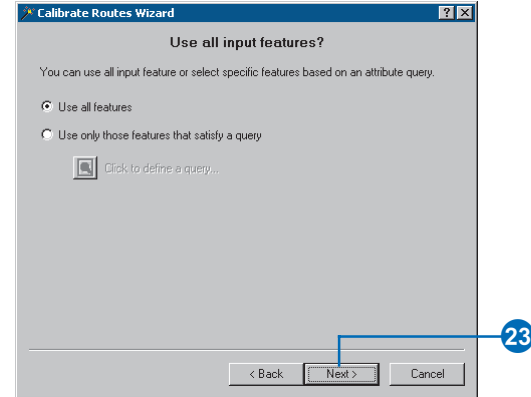 Calibrate Routes Wizard
Use all input features?
You can use all input feature or select specific features based on an attribute query.
Use all features
Use only those features that satisfy a query
Click to define a query...
23
< Back Next > Cancel